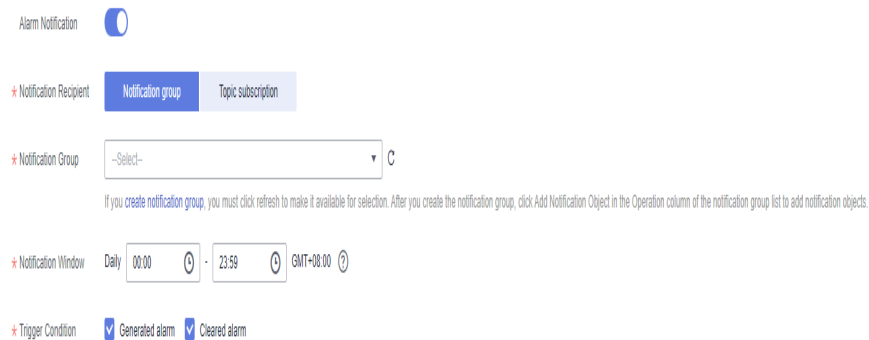 Alarm Notification
* Notification Recipient Notification group Topic subscription
* Notification Group --Select--
If you create notification group, you must click refresh to make it available for selection. After you create the notification group, click Add Notification Object in the Operation column of the notification group list to add notification objects.
* Notification Window Daily 00:00 - 23:59 GMT+08:00 ?
* Trigger Condition Generated alarm Cleared alarm